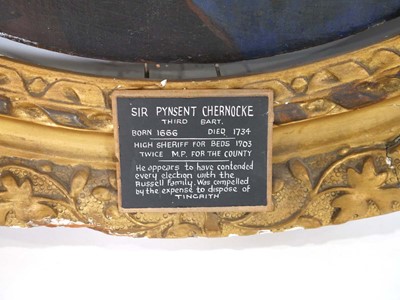 SIR PYNSENT CHERNOCKE
THIRD BART.
BORN 1666 DIED 1734
HIGH SHERIFF FOR BEDS 1703
TWICE M.P. FOR THE COUNTY
He appears to have contended
every election with the
Russell Family. Was compelled
by the expense to dispose of
TINGRITH